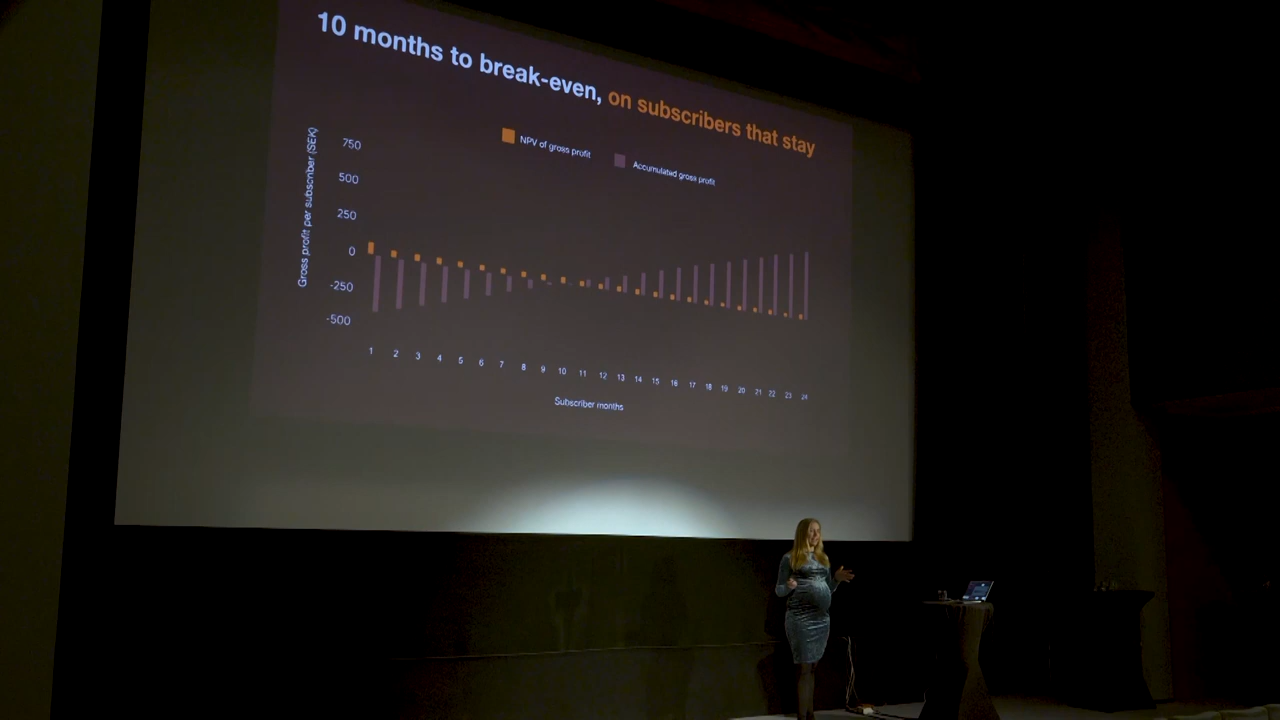 10 months to break-even, on subscribers that stay
NPV of gross profit
Accumulated gross profit
Gross profit per subscriber (SEK)
750
500
250
0
-250
-500
1 2 3 4 5 6 7 8 9 10 11 12 13 14 15 16 17 18 19 20 21 22 23 24
Subscriber months